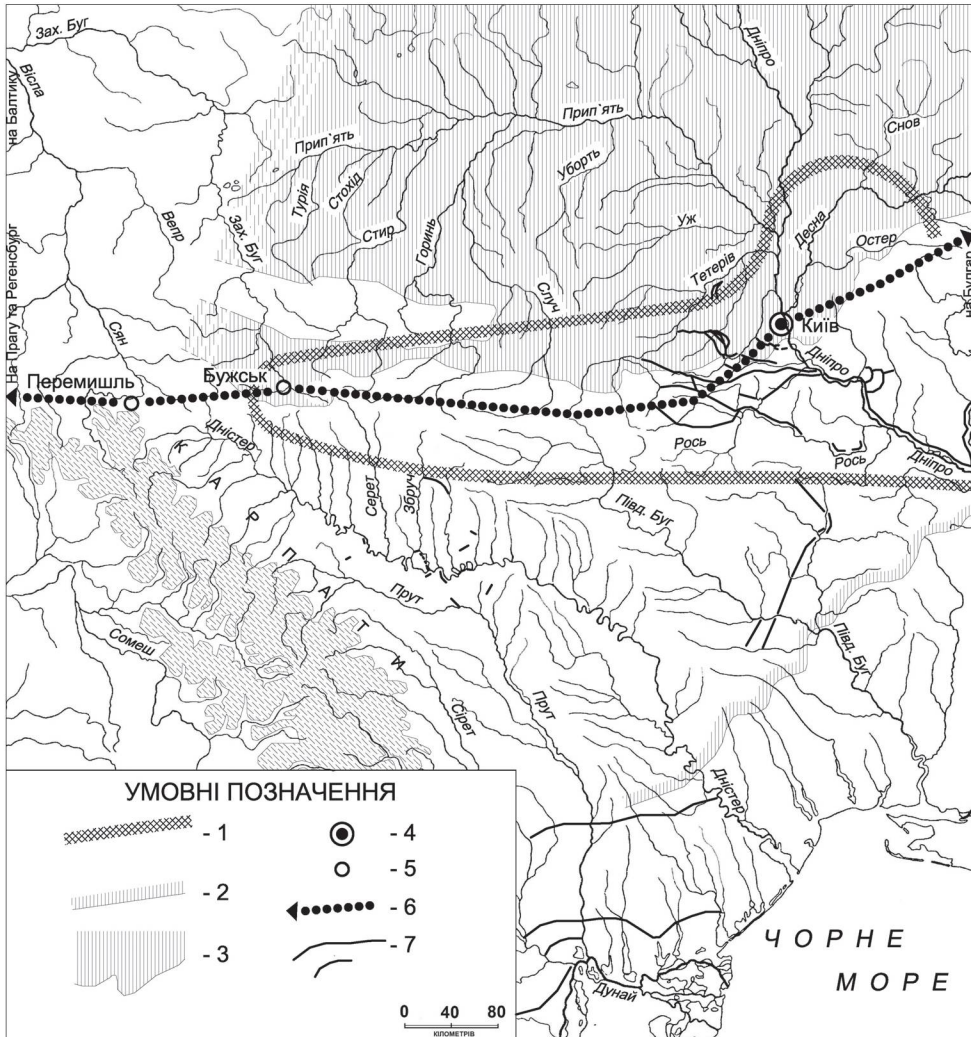 Зах. Буг
Дніпро
Вісла
на Балтику
Прип`ять
Снов
Прип`ять
Уборть
Турія
Стохід
Вепр
Зах. Буг
Стир
Горинь
Уж
Десна
Остер
На Прагу та Регенсбург
Тетерів
на Булгар
Случ
Сян
Київ
Дніпро
Перемишль
Бужськ
Дністер
Рось
Рось
Дніпро
Серет
Збруч
Півд. Буг
КАРПАТИ
Прут
Сомеш
Півд. Буг
Прут
Сірет
Дністер
УМОВНІ ПОЗНАЧЕННЯ
- 1
- 2
- 3
- 4
- 5
- 6
- 7
0 40 80
КІЛОМЕТРІВ
ЧОРНЕ
МОРЕ
Дунай